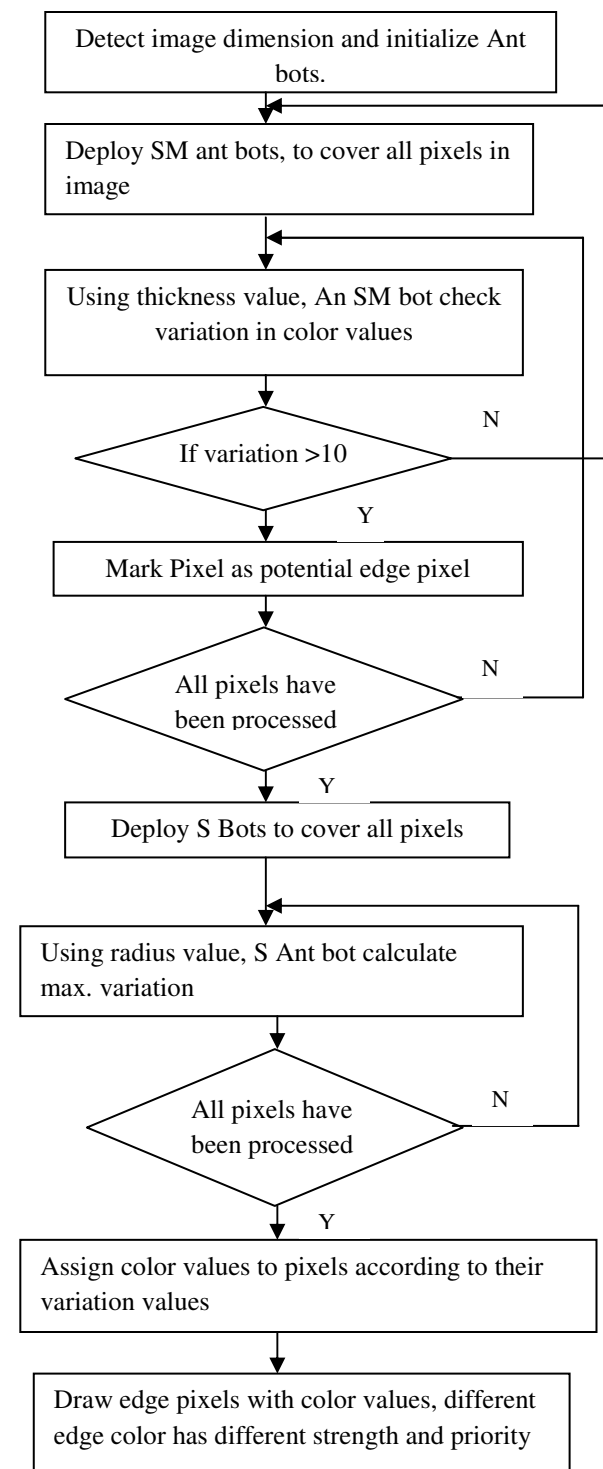 Detect image dimension and initialize Ant
bots.
Deploy SM ant bots, to cover all pixels in
image
Using thickness value, An SM bot check
variation in color values
N
If variation >10
Y
Mark Pixel as potential edge pixel
N
All pixels have
been processed
Y
Deploy S Bots to cover all pixels
Using radius value, S Ant bot calculate
max. variation
N
All pixels have
been processed
Y
Assign color values to pixels according to their
variation values
Draw edge pixels with color values, different
edge color has different strength and priority